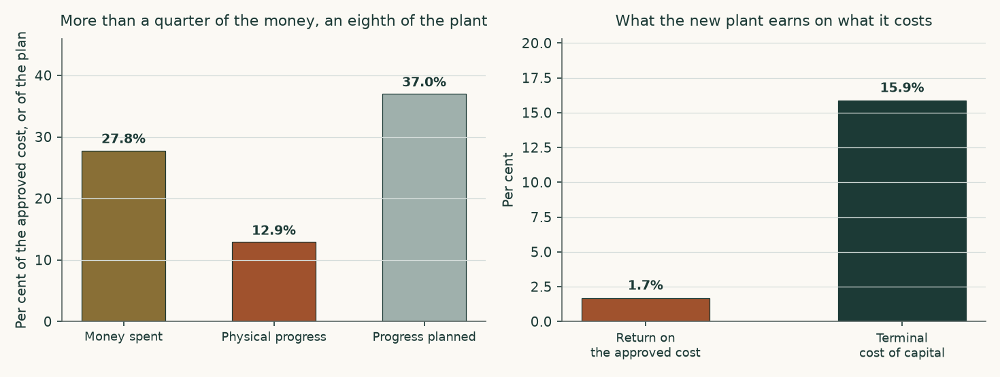 More than a quarter of the money, an eighth of the plant
Per cent of the approved cost, or of the plan
40
30
20
10
0
27.8%
12.9%
37.0%
Money spent
Physical progress
Progress planned
What the new plant earns on what it costs
Per cent
20.0
17.5
15.0
12.5
10.0
7.5
5.0
2.5
0.0
1.7%
15.9%
Return on
the approved cost
Terminal
cost of capital